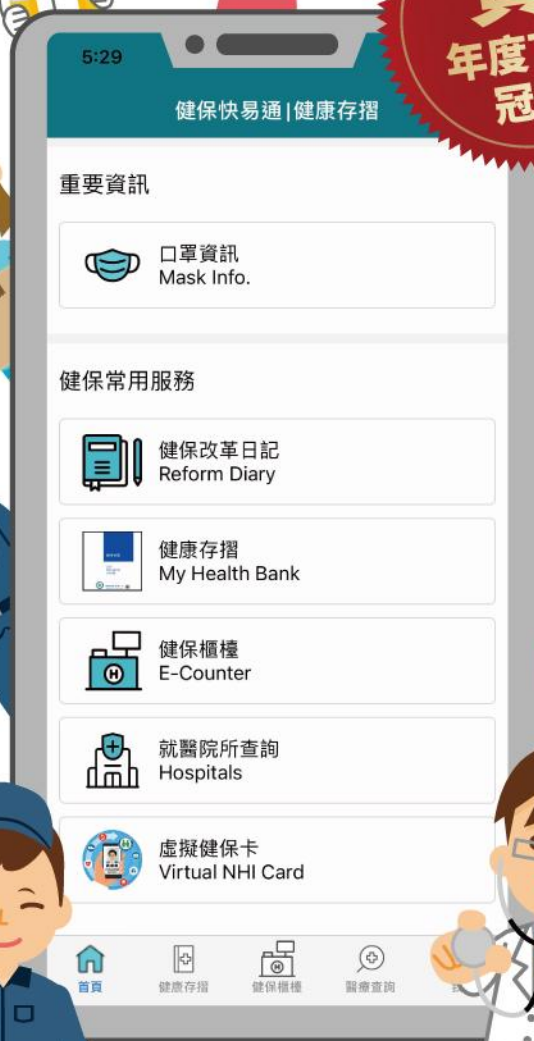 年度
冠
5:29
健保快易通|健康存摺
重要資訊
口罩資訊
Mask Info.
健保常用服務
健保改革日記
Reform Diary
健康存摺
My Health Bank
健保櫃檯
E-Counter
就醫院所查詢
Hospitals
虛擬健保卡
Virtual NHI Card
首頁
健康存摺
健保櫃檯
醫療查詢